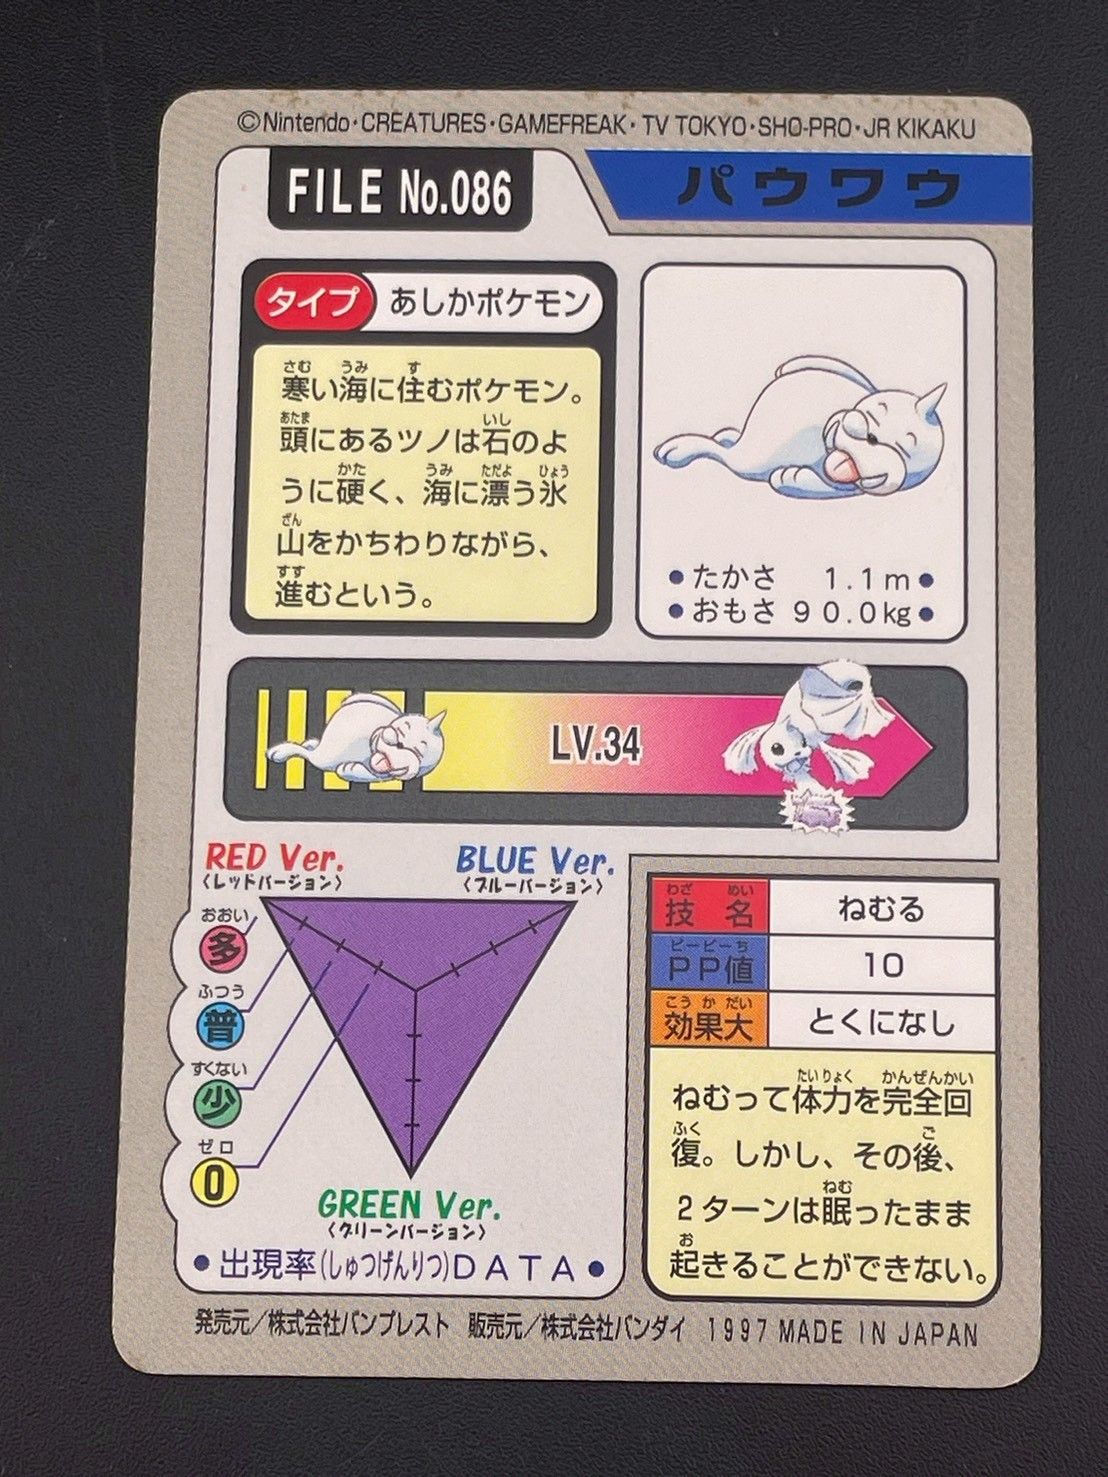 ©Nintendo・CREATURES・GAMEFREAK・TV TOKYO・SHO-PRO・JR KIKAKU
FILE No.086
パウワウ
タイプ あしかポケモン
さむ うみ す
寒い海に住むポケモン。
あたま いし
頭にあるツノは石のよ
かた うみ ただよ ひょう
うに硬く、海に漂う氷
ざん
山をかちわりながら、
すす
進むという。
●たかさ 1.1m●
●おもさ 90.0kg●
LV.34
RED Ver.
〈レッドバージョン〉
BLUE Ver.
〈ブルーバージョン〉
おおい
多
ふつう
普
すくない
少
ゼロ
0
GREEN Ver.
〈グリーンバージョン〉
●出現率(しゅつげんりつ)DATA●
わざ めい
技名 ねむる
ピーピーち
PP値 10
こうかだい
効果大 とくになし
たいりょく かんぜんかい
ねむって体力を完全回
ふく ご
復。しかし、その後、
ねむ
2ターンは眠ったまま
お
起きることができない。
発売元／株式会社バンプレスト 販売元／株式会社バンダイ 1997 MADE IN JAPAN